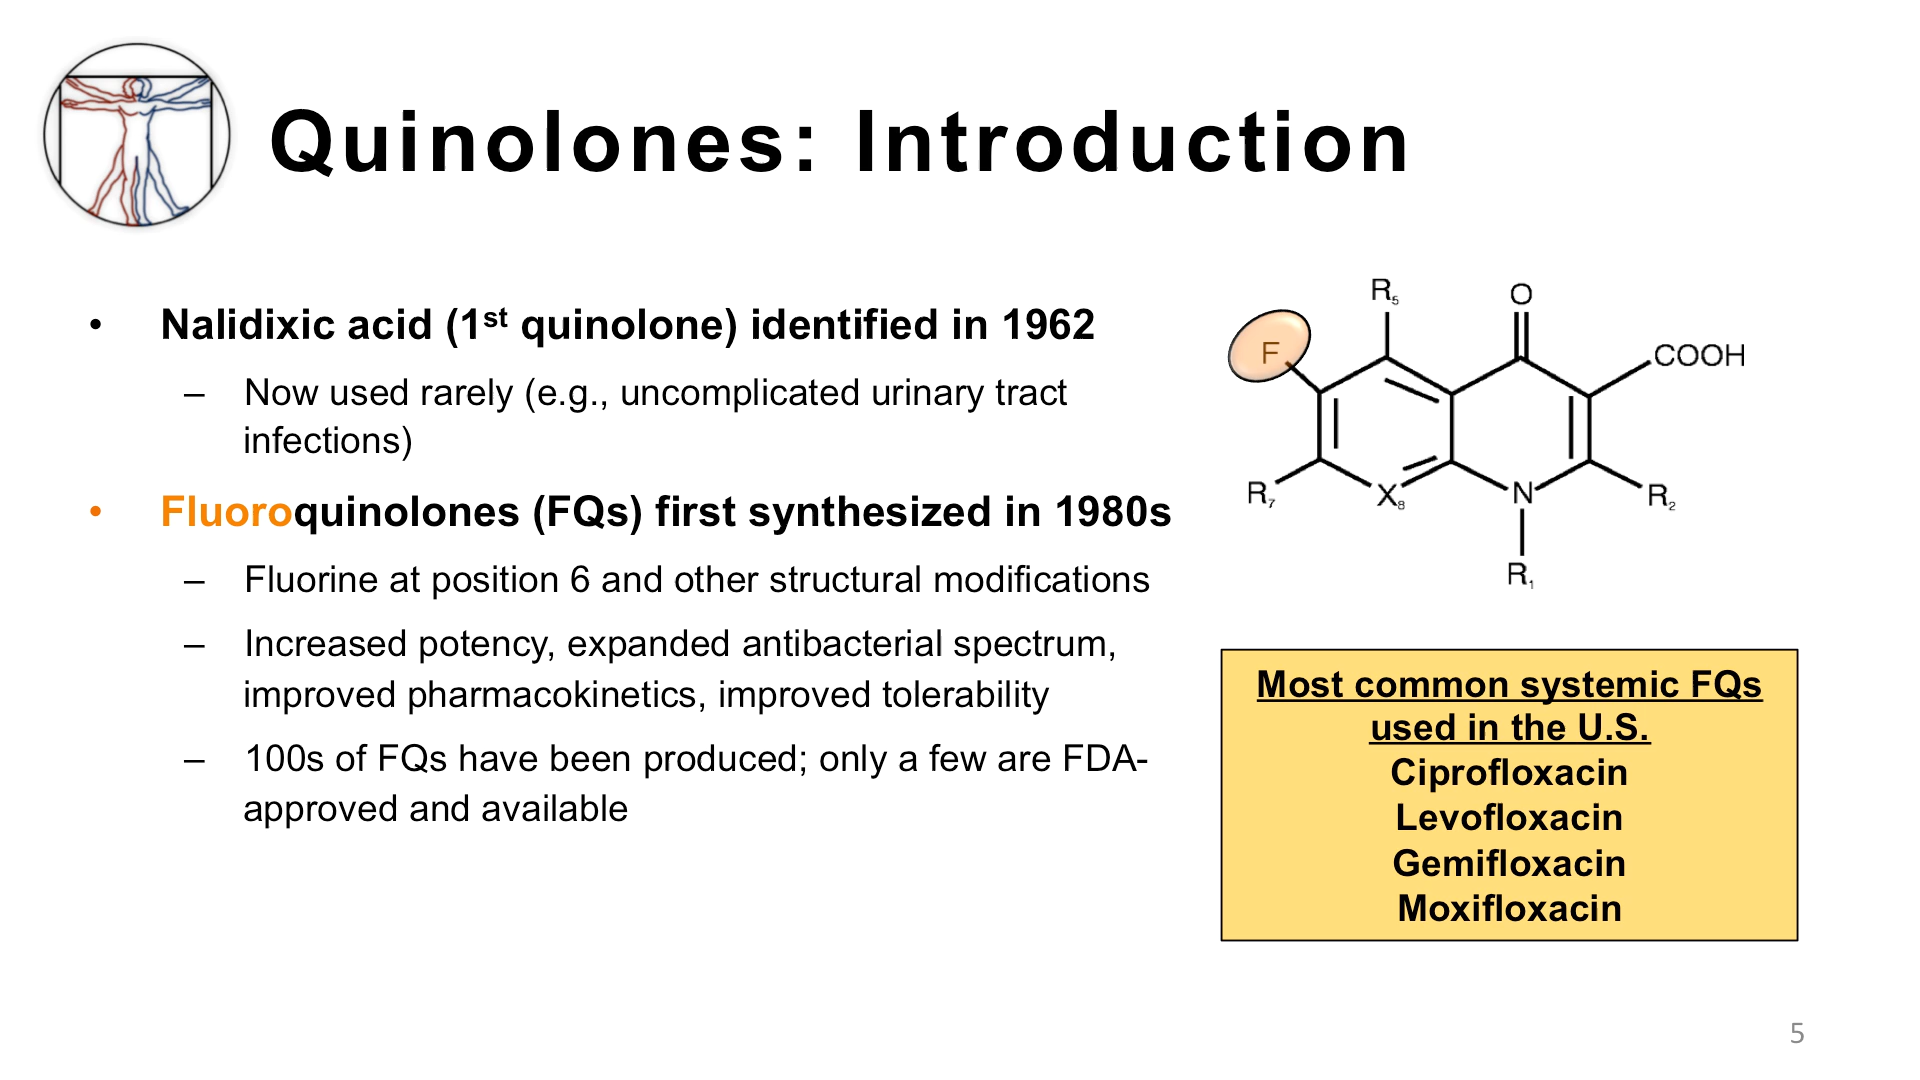 Quinolones: Introduction
• Nalidixic acid (1st quinolone) identified in 1962
– Now used rarely (e.g., uncomplicated urinary tract
infections)
• Fluoroquinolones (FQs) first synthesized in 1980s
– Fluorine at position 6 and other structural modifications
– Increased potency, expanded antibacterial spectrum,
improved pharmacokinetics, improved tolerability
– 100s of FQs have been produced; only a few are FDA-
approved and available
R5
O
F
COOH
R7
X8
N
R2
R1
Most common systemic FQs
used in the U.S.
Ciprofloxacin
Levofloxacin
Gemifloxacin
Moxifloxacin
5